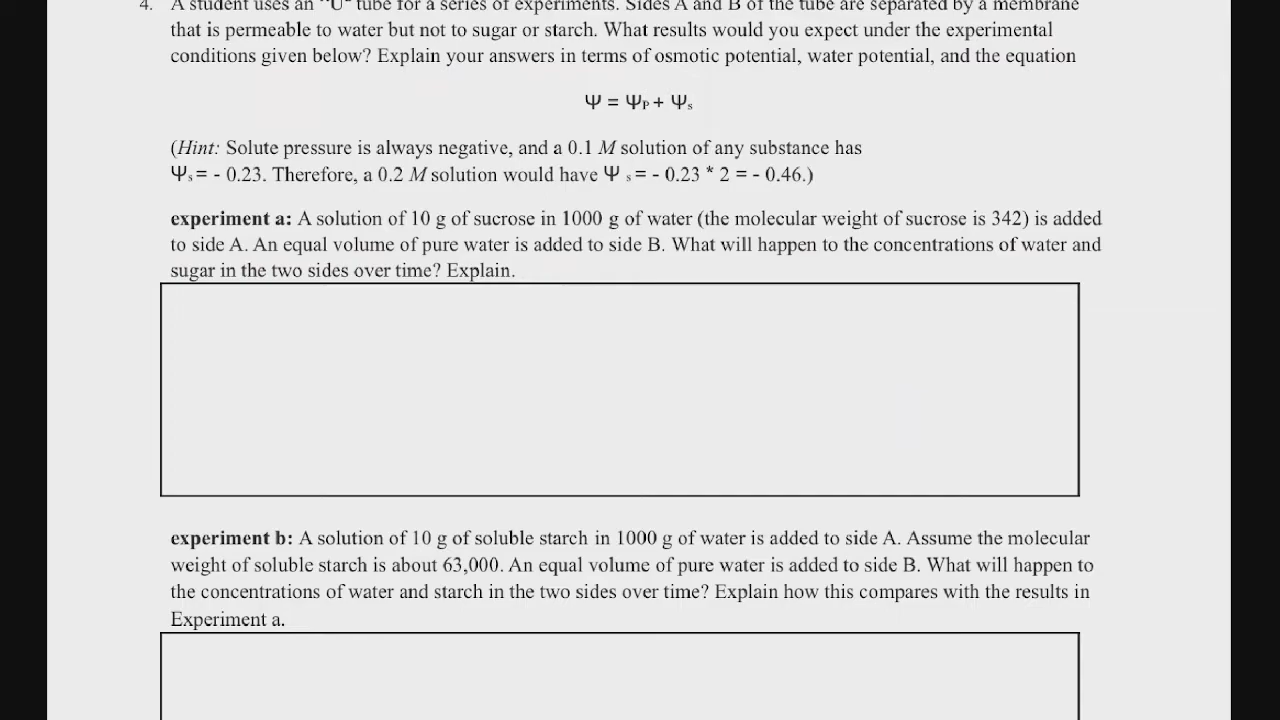 4. A student uses an "U" tube for a series of experiments. Sides A and B of the tube are separated by a membrane
that is permeable to water but not to sugar or starch. What results would you expect under the experimental
conditions given below? Explain your answers in terms of osmotic potential, water potential, and the equation
Ψ = ΨP + Ψs
(Hint: Solute pressure is always negative, and a 0.1 M solution of any substance has
Ψs = - 0.23. Therefore, a 0.2 M solution would have Ψ s = - 0.23 * 2 = - 0.46.)
experiment a: A solution of 10 g of sucrose in 1000 g of water (the molecular weight of sucrose is 342) is added
to side A. An equal volume of pure water is added to side B. What will happen to the concentrations of water and
sugar in the two sides over time? Explain.
experiment b: A solution of 10 g of soluble starch in 1000 g of water is added to side A. Assume the molecular
weight of soluble starch is about 63,000. An equal volume of pure water is added to side B. What will happen to
the concentrations of water and starch in the two sides over time? Explain how this compares with the results in
Experiment a.